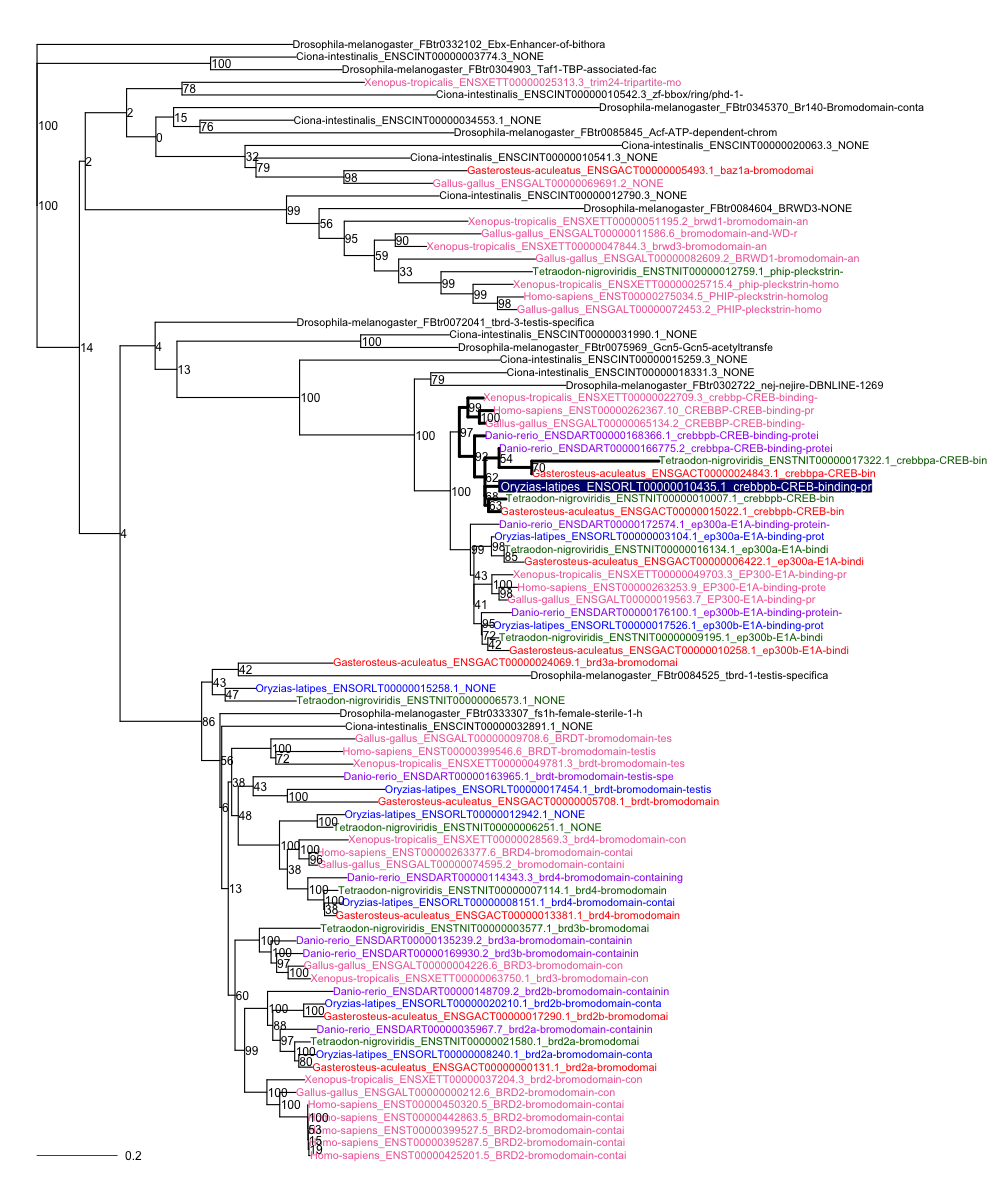 Drosophila-melanogaster_FBtr0332102_Ebx-Enhancer-of-bithora
Ciona-intestinalis_ENSCINT00000003774.3_NONE
100
Drosophila-melanogaster_FBtr0304903_Taf1-TBP-associated-fac
Xenopus-tropicalis_ENSXETT00000025313.3_trim24-tripartite-mo
78
Ciona-intestinalis_ENSCINT00000010542.3_zf-bbox/ring/phd-1-
Drosophila-melanogaster_FBtr0345370_Br140-Bromodomain-conta
2
15
Ciona-intestinalis_ENSCINT00000034553.1_NONE
100
76
Drosophila-melanogaster_FBtr0085845_Acf-ATP-dependent-chrom
0
Ciona-intestinalis_ENSCINT00000020063.3_NONE
32
Ciona-intestinalis_ENSCINT00000010541.3_NONE
2
79
Gasterosteus-aculeatus_ENSGACT00000005493.1_baz1a-bromodomai
98
Gallus-gallus_ENSGALT00000069691.2_NONE
Ciona-intestinalis_ENSCINT00000012790.3_NONE
100
99
Drosophila-melanogaster_FBtr0084604_BRWD3-NONE
56
Xenopus-tropicalis_ENSXETT00000051195.2_brwd1-bromodomain-an
Gallus-gallus_ENSGALT00000011586.6_bromodomain-and-WD-r
95
90
Xenopus-tropicalis_ENSXETT00000047844.3_brwd3-bromodomain-an
59
Gallus-gallus_ENSGALT00000082609.2_BRWD1-bromodomain-an
33
Tetraodon-nigroviridis_ENSTNIT00000012759.1_phip-pleckstrin-
99
Xenopus-tropicalis_ENSXETT00000025715.4_phip-pleckstrin-homo
99
Homo-sapiens_ENST00000275034.5_PHIP-pleckstrin-homolog
98
Gallus-gallus_ENSGALT00000072453.2_PHIP-pleckstrin-homo
Drosophila-melanogaster_FBtr0072041_tbrd-3-testis-specifica
Ciona-intestinalis_ENSCINT00000031990.1_NONE
14
4
100
Drosophila-melanogaster_FBtr0075969_Gcn5-Gcn5-acetyltransfe
Ciona-intestinalis_ENSCINT00000015259.3_NONE
13
Ciona-intestinalis_ENSCINT00000018331.3_NONE
79
Drosophila-melanogaster_FBtr0302722_nej-nejire-DBNLINE-1269
100
Xenopus-tropicalis_ENSXETT00000022709.3_crebbp-CREB-binding-
99
Homo-sapiens_ENST00000262367.10_CREBBP-CREB-binding-pr
100
Gallus-gallus_ENSGALT00000065134.2_CREBBP-CREB-binding-
100
97
Danio-rerio_ENSDART00000168366.1_crebbpb-CREB-binding-protei
Danio-rerio_ENSDART00000166775.2_crebbpa-CREB-binding-protei
92
54
Tetraodon-nigroviridis_ENSTNIT00000017322.1_crebbpa-CREB-bin
70
Gasterosteus-aculeatus_ENSGACT00000024843.1_crebbpa-CREB-bin
62
Oryzias-latipes_ENSORLT00000010435.1_crebbpb-CREB-binding-pr
100
68
Tetraodon-nigroviridis_ENSTNIT00000010007.1_crebbpb-CREB-bin
53
Gasterosteus-aculeatus_ENSGACT00000015022.1_crebbpb-CREB-bin
Danio-rerio_ENSDART00000172574.1_ep300a-E1A-binding-protein-
4
Oryzias-latipes_ENSORLT00000003104.1_ep300a-E1A-binding-prot
99
98
Tetraodon-nigroviridis_ENSTNIT00000016134.1_ep300a-E1A-bindi
85
Gasterosteus-aculeatus_ENSGACT00000006422.1_ep300a-E1A-bindi
43
Xenopus-tropicalis_ENSXETT00000049703.3_EP300-E1A-binding-pr
100
Homo-sapiens_ENST00000263253.9_EP300-E1A-binding-prote
98
Gallus-gallus_ENSGALT00000019563.7_EP300-E1A-binding-pr
41
Danio-rerio_ENSDART00000176100.1_ep300b-E1A-binding-protein-
95
Oryzias-latipes_ENSORLT00000017526.1_ep300b-E1A-binding-prot
72
Tetraodon-nigroviridis_ENSTNIT00000009195.1_ep300b-E1A-bindi
42
Gasterosteus-aculeatus_ENSGACT00000010258.1_ep300b-E1A-bindi
Gasterosteus-aculeatus_ENSGACT00000024069.1_brd3a-bromodomai
42
Drosophila-melanogaster_FBtr0084525_tbrd-1-testis-specifica
43
Oryzias-latipes_ENSORLT00000015258.1_NONE
47
Tetraodon-nigroviridis_ENSTNIT00000006573.1_NONE
86
Drosophila-melanogaster_FBtr0333307_fs1h-female-sterile-1-h
Ciona-intestinalis_ENSCINT00000032891.1_NONE
Gallus-gallus_ENSGALT00000009708.6_BRDT-bromodomain-tes
100
Homo-sapiens_ENST00000399546.6_BRDT-bromodomain-testis
56
72
Xenopus-tropicalis_ENSXETT00000049781.3_brdt-bromodomain-tes
Danio-rerio_ENSDART00000163965.1_brdt-bromodomain-testis-spe
38
43
Oryzias-latipes_ENSORLT00000017454.1_brdt-bromodomain-testis
100
Gasterosteus-aculeatus_ENSGACT00000005708.1_brdt-bromodomain
6
48
Oryzias-latipes_ENSORLT00000012942.1_NONE
100
Tetraodon-nigroviridis_ENSTNIT00000006251.1_NONE
Xenopus-tropicalis_ENSXETT00000028569.3_brd4-bromodomain-con
100
100
Homo-sapiens_ENST00000263377.6_BRD4-bromodomain-contai
96
Gallus-gallus_ENSGALT00000074595.2_bromodomain-containi
38
Danio-rerio_ENSDART00000114343.3_brd4-bromodomain-containing
13
100
Tetraodon-nigroviridis_ENSTNIT00000007114.1_brd4-bromodomain
100
Oryzias-latipes_ENSORLT00000008151.1_brd4-bromodomain-contai
38
Gasterosteus-aculeatus_ENSGACT00000013381.1_brd4-bromodomain
Tetraodon-nigroviridis_ENSTNIT00000003577.1_brd3b-bromodomai
100
Danio-rerio_ENSDART00000135239.2_brd3a-bromodomain-containin
100
Danio-rerio_ENSDART00000169930.2_brd3b-bromodomain-containin
97
Gallus-gallus_ENSGALT00000004226.6_BRD3-bromodomain-con
100
Xenopus-tropicalis_ENSXETT00000063750.1_brd3-bromodomain-con
60
Danio-rerio_ENSDART00000148709.2_brd2b-bromodomain-containin
Oryzias-latipes_ENSORLT00000020210.1_brd2b-bromodomain-conta
100
100
Gasterosteus-aculeatus_ENSGACT00000017290.1_brd2b-bromodomai
88
Danio-rerio_ENSDART00000035967.7_brd2a-bromodomain-containin
97
Tetraodon-nigroviridis_ENSTNIT00000021580.1_brd2a-bromodomai
99
100
Oryzias-latipes_ENSORLT00000008240.1_brd2a-bromodomain-conta
80
Gasterosteus-aculeatus_ENSGACT00000000131.1_brd2a-bromodomai
Xenopus-tropicalis_ENSXETT00000037204.3_brd2-bromodomain-con
100
Gallus-gallus_ENSGALT00000000212.6_BRD2-bromodomain-con
100
Homo-sapiens_ENST00000450320.5_BRD2-bromodomain-contai
100
Homo-sapiens_ENST00000442863.5_BRD2-bromodomain-contai
53
Homo-sapiens_ENST00000399527.5_BRD2-bromodomain-contai
15
Homo-sapiens_ENST00000395287.5_BRD2-bromodomain-contai
19
Homo-sapiens_ENST00000425201.5_BRD2-bromodomain-contai
0.2